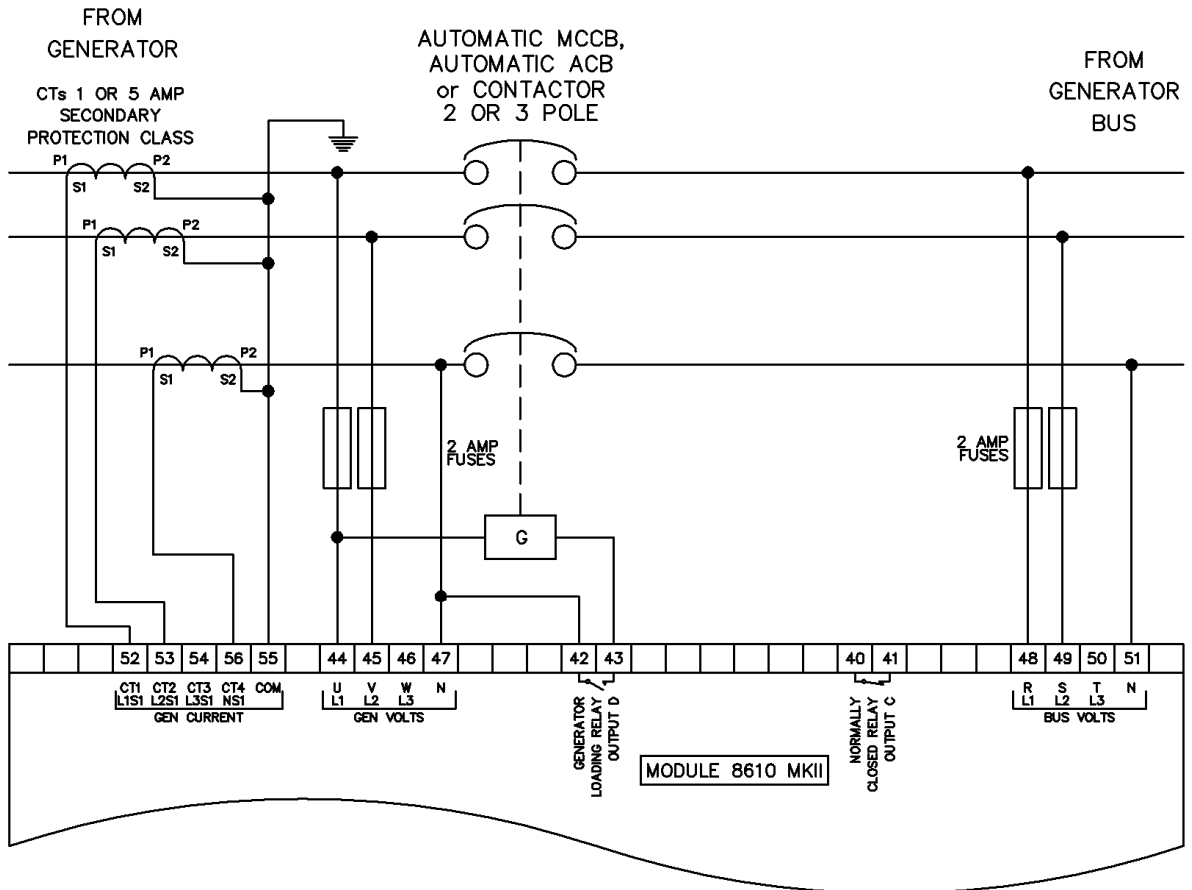 FROM
GENERATOR
CTs 1 OR 5 AMP
SECONDARY
PROTECTION CLASS
AUTOMATIC MCCB,
AUTOMATIC ACB
or CONTACTOR
2 OR 3 POLE
FROM
GENERATOR
BUS
P1 P2
S1 S2
P1 P2
S1 S2
P1 P2
S1 S2
2 AMP
FUSES
2 AMP
FUSES
G
52 53 54 56 55 44 45 46 47 42 43 40 41 48 49 50 51
CT1 CT2 CT3 CT4 COM
L1S1 L2S1 L3S1 NS1
GEN CURRENT
U V W N
L1 L2 L3
GEN VOLTS
GENERATOR
LOADING RELAY
OUTPUT D
MODULE 8610 MKII
NORMALLY
CLOSED RELAY
OUTPUT C
R S T N
L1 L2 L3
BUS VOLTS